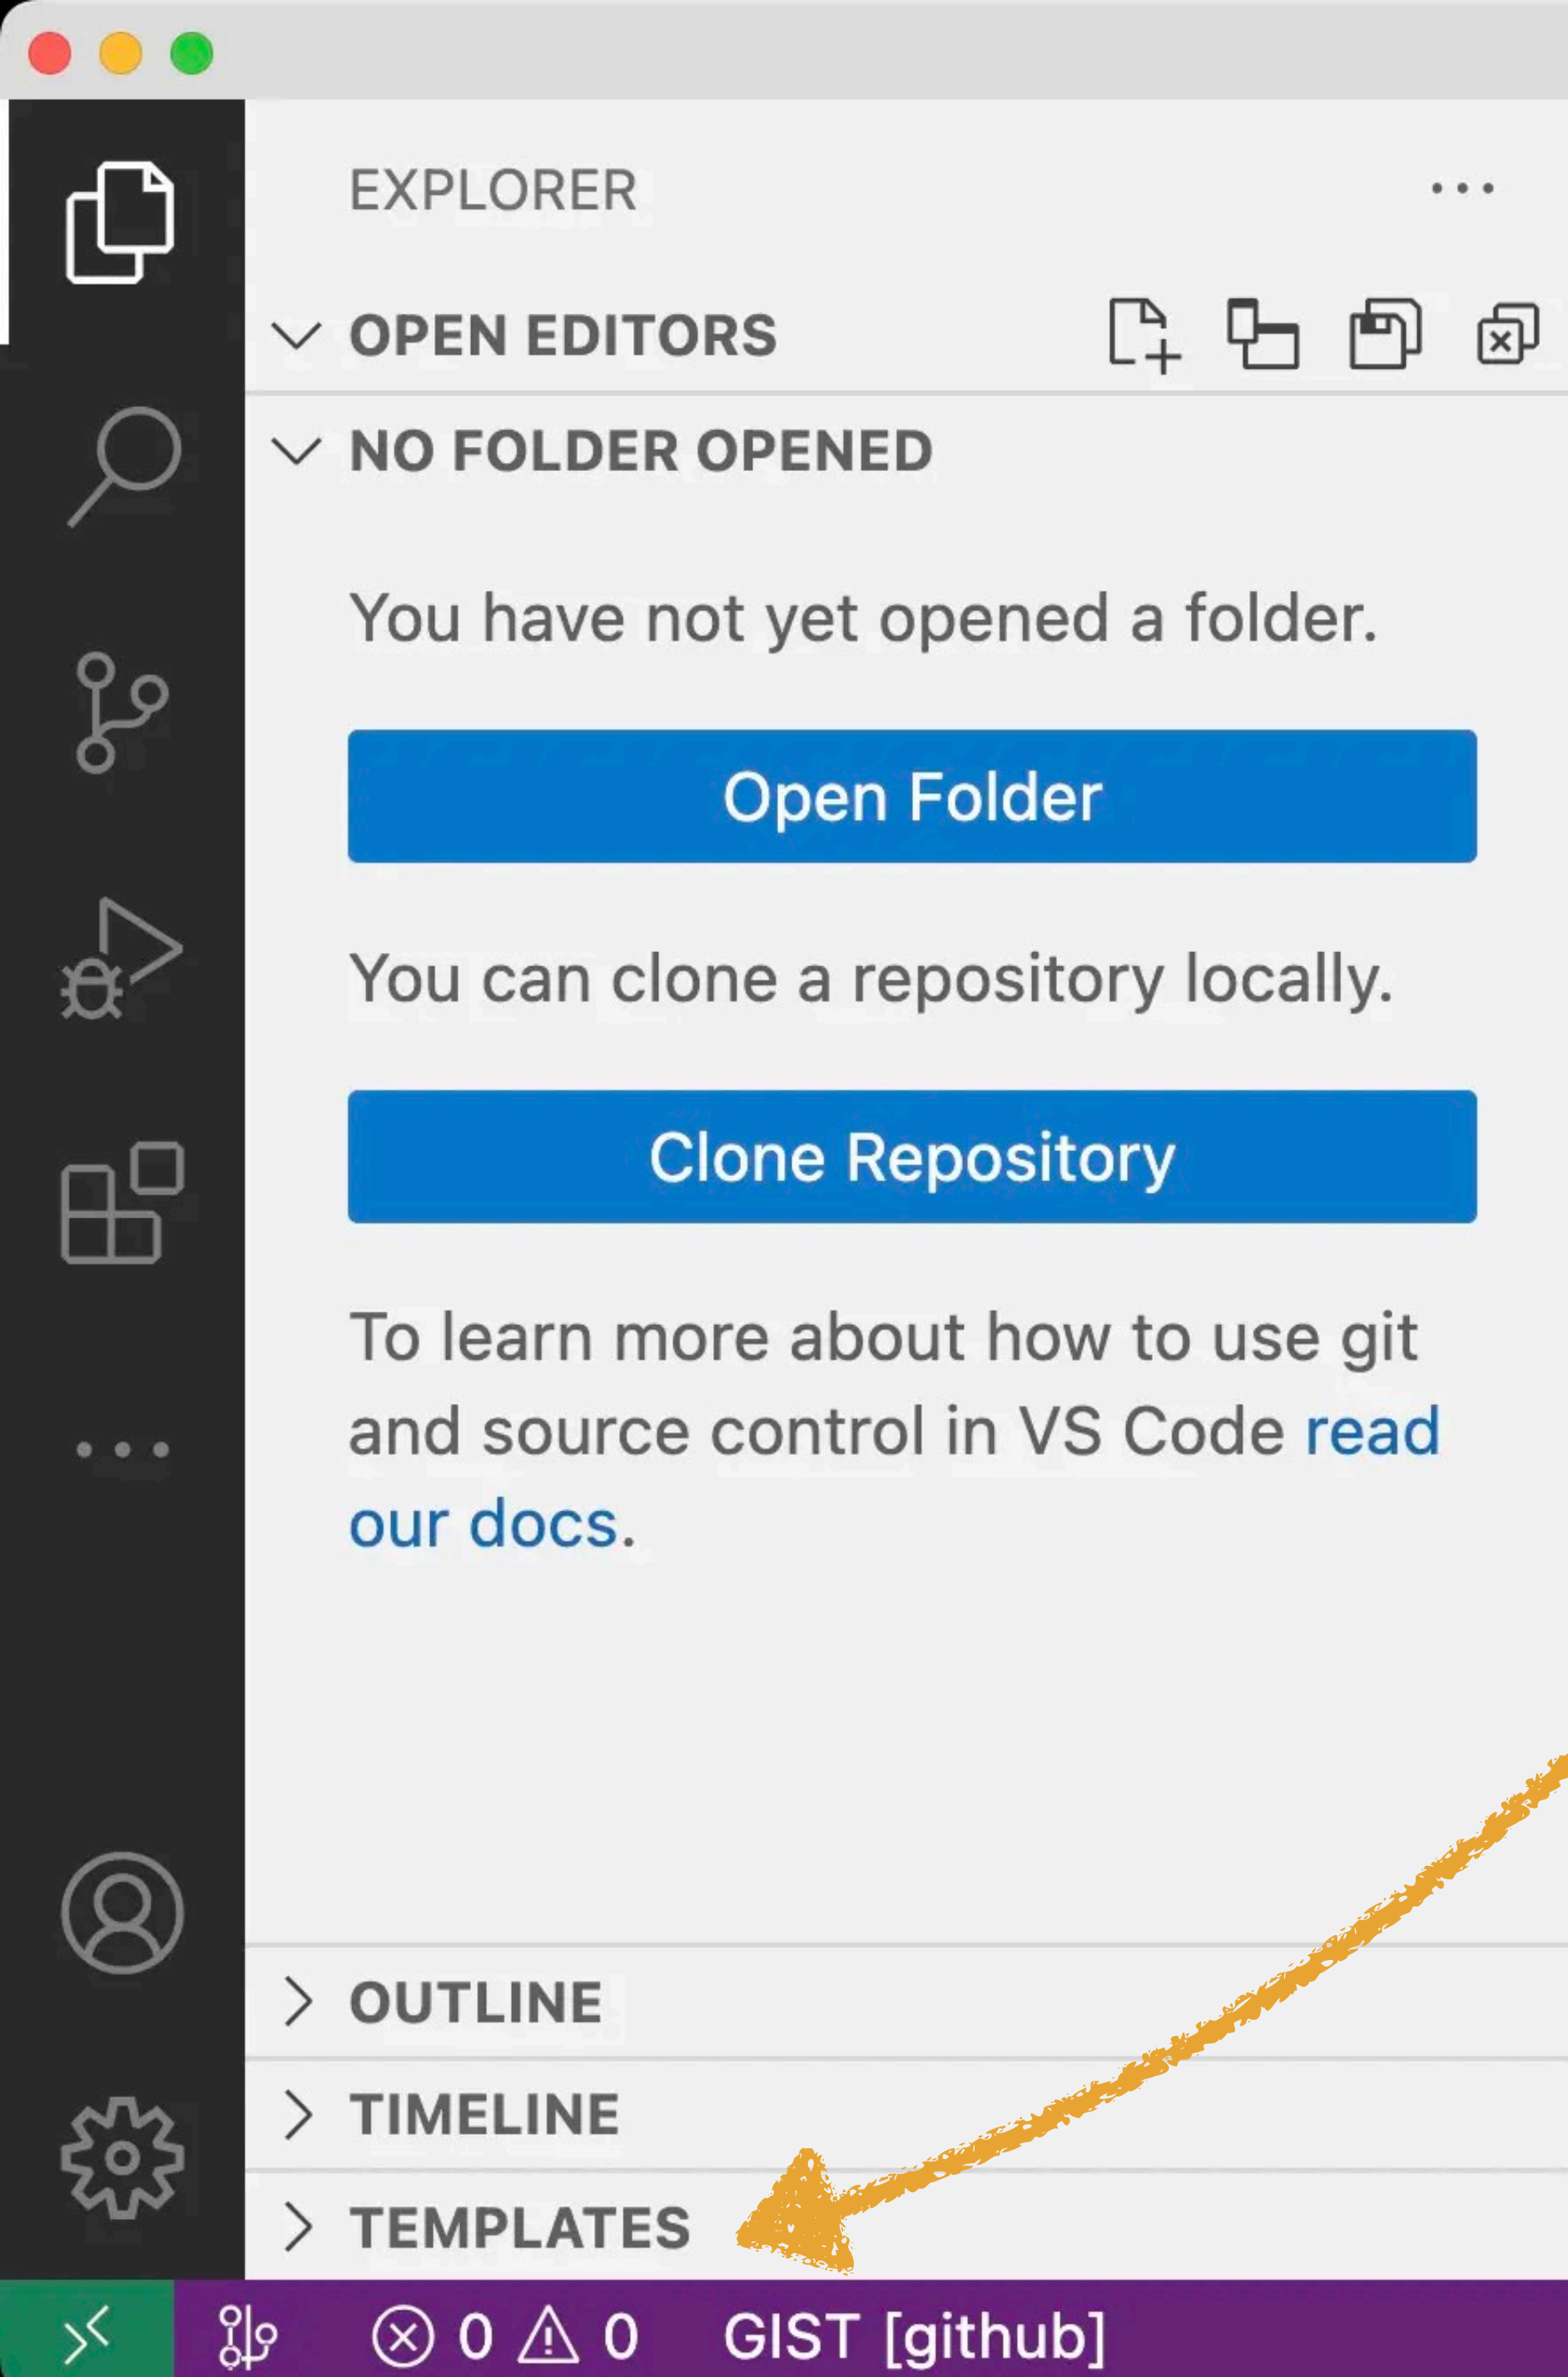 EXPLORER
OPEN EDITORS
NO FOLDER OPENED
You have not yet opened a folder.
Open Folder
You can clone a repository locally.
Clone Repository
To learn more about how to use git
and source control in VS Code read
our docs.
OUTLINE
TIMELINE
TEMPLATES
0 0 GIST [github]